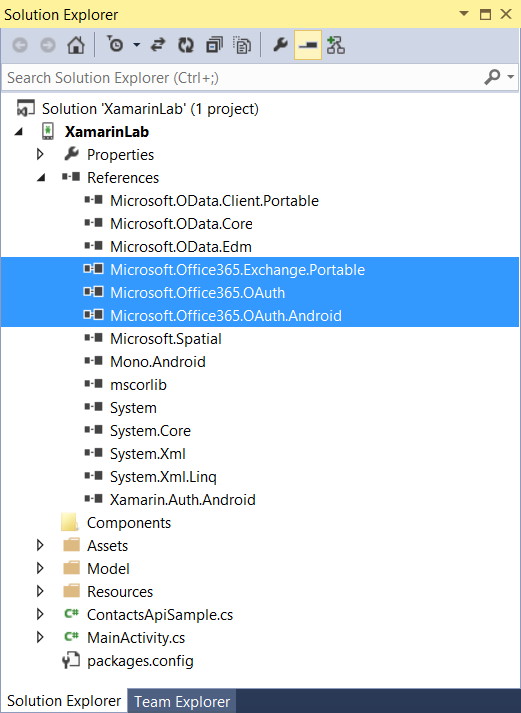 Solution Explorer
Search Solution Explorer (Ctrl+;)
Solution 'XamarinLab' (1 project)
XamarinLab
Properties
References
Microsoft.OData.Client.Portable
Microsoft.OData.Core
Microsoft.OData.Edm
Microsoft.Office365.Exchange.Portable
Microsoft.Office365.OAuth
Microsoft.Office365.OAuth.Android
Microsoft.Spatial
Mono.Android
mscorlib
System
System.Core
System.Xml
System.Xml.Linq
Xamarin.Auth.Android
Components
Assets
Model
Resources
C# ContactsApiSample.cs
C# MainActivity.cs
packages.config
Solution Explorer Team Explorer